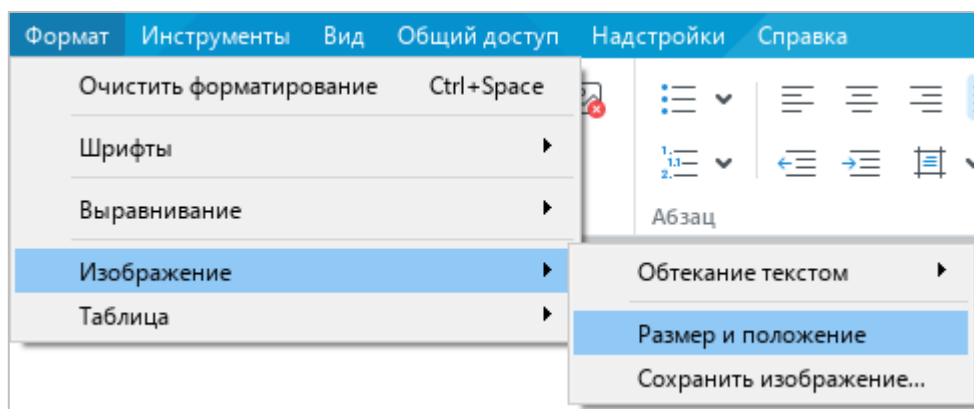 Формат Инструменты Вид Общий доступ Надстройки Справка
Очистить форматирование Ctrl+Space
Шрифты
Выравнивание
Абзац
Изображение
Обтекание текстом
Таблица
Размер и положение
Сохранить изображение...